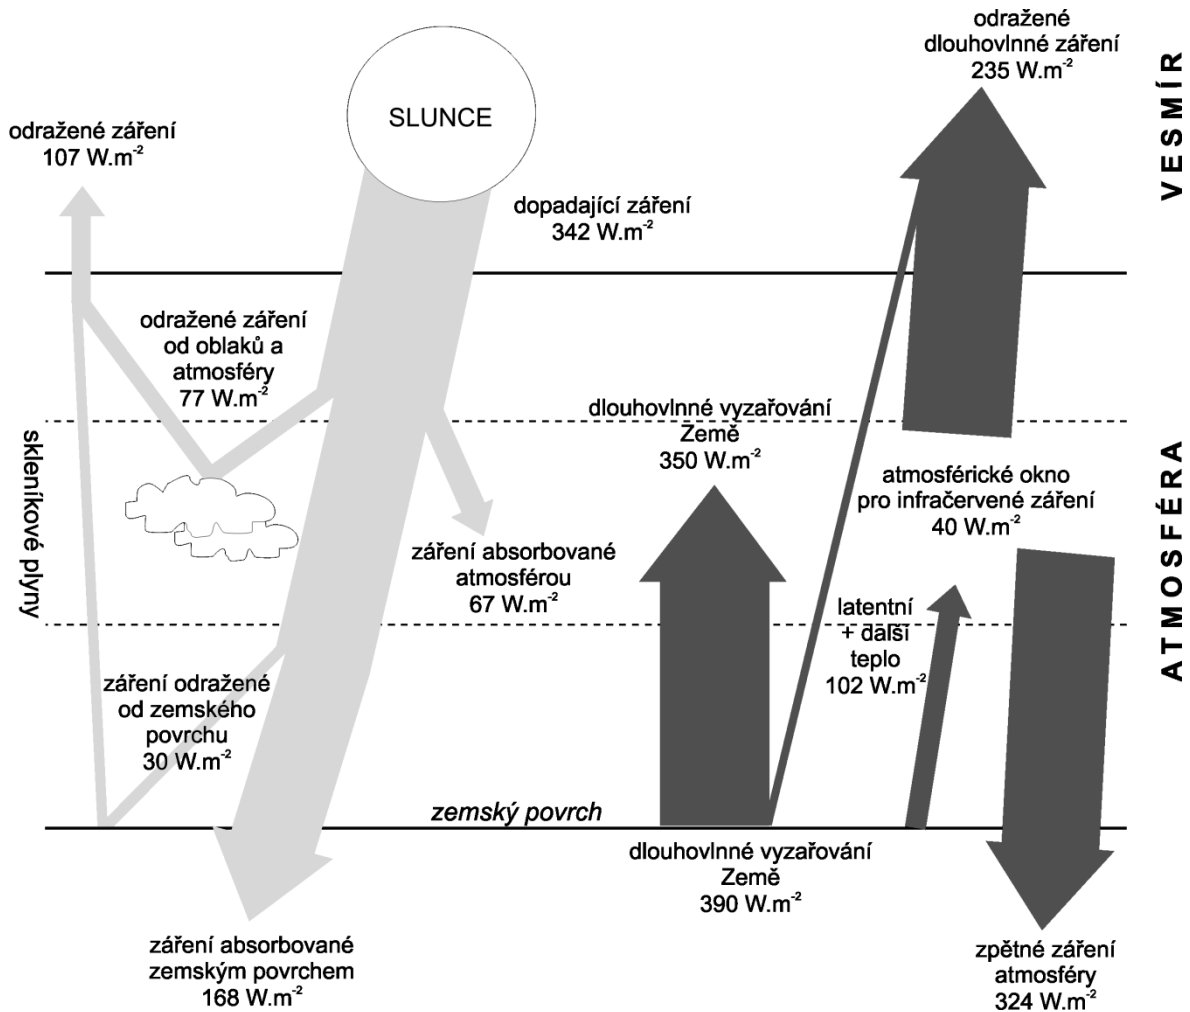 odražené
dlouhovlnné záření
235 W.m-2
VESMÍR
SLUNCE
odražené záření
107 W.m-2
dopadající záření
342 W.m-2
odražené záření
od oblaků a
atmosféry
77 W.m-2
dlouhovlnné vyzařování
Země
350 W.m-2
skleníkové plyny
ATMOSFÉRA
atmosférické okno
pro infračervené záření
40 W.m-2
záření absorbované
atmosférou
67 W.m-2
latentní
+ další
teplo
102 W.m-2
záření odražené
od zemského
povrchu
30 W.m-2
zemský povrch
dlouhovlnné vyzařování
Země
390 W.m-2
záření absorbované
zemským povrchem
168 W.m-2
zpětné záření
atmosféry
324 W.m-2